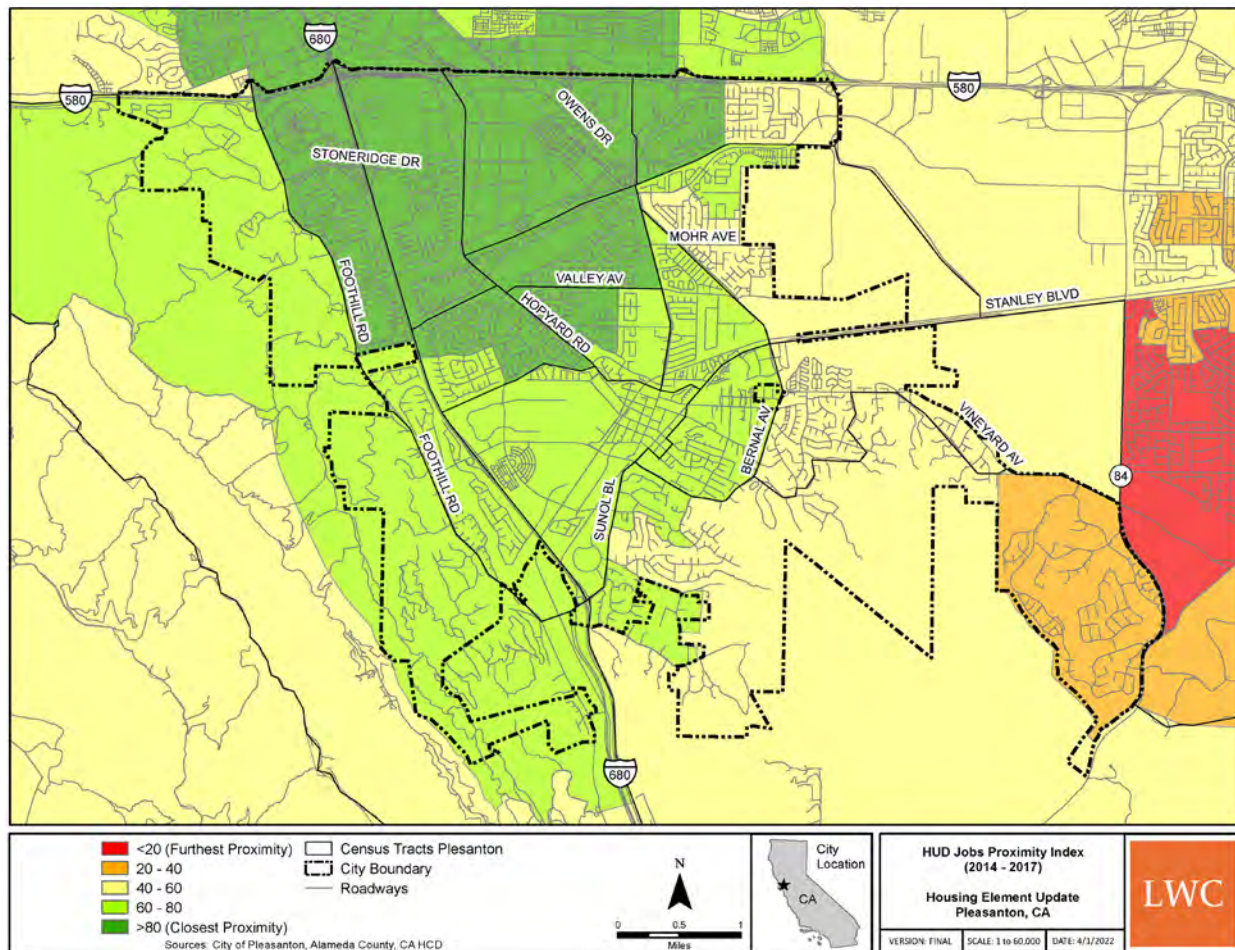 680
580
580
OWENS DR
STONERIDGE DR
MOHR AVE
VALLEY AV
STANLEY BLVD
HOPYARD RD
FOOTHILL RD
VINEYARD AV
BERNAL AV
FOOTHILL RD
84
SUNOL BL
680
<20 (Furthest Proximity)
20 - 40
40 - 60
60 - 80
>80 (Closest Proximity)
Census Tracts Plesanton
City Boundary
Roadways
Sources: City of Pleasanton, Alameda County, CA HCD
N
0 0.5 1
Miles
City
Location
CA
HUD Jobs Proximity Index
(2014 - 2017)
Housing Element Update
Pleasanton, CA
VERSION: FINAL SCALE: 1 to 60,000 DATE: 4/1/2022
LWC